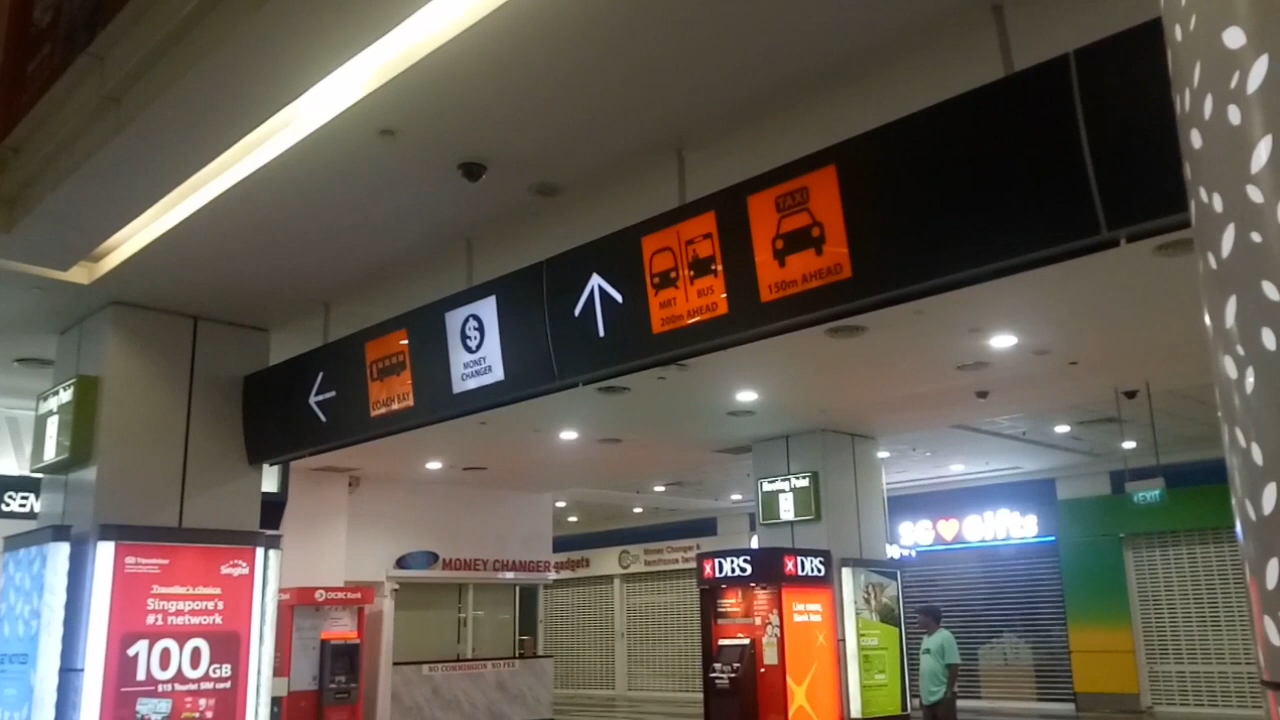 COACH BAY
MONEY
CHANGER
MRT BUS
200m AHEAD
TAXI
150m AHEAD
Meeting Point
SEN
Tripadvisor
Singtel
Traveller's choice
Singapore's
#1 network
100GB
$15 Tourist SIM card
OCBC Bank
MONEY CHANGER
gadgets
Money Changer &
Remittance
NO COMMISSION NO FEE
Meeting Point
DBS
DBS
Live more,
Bank less
SG Gifts
EXIT